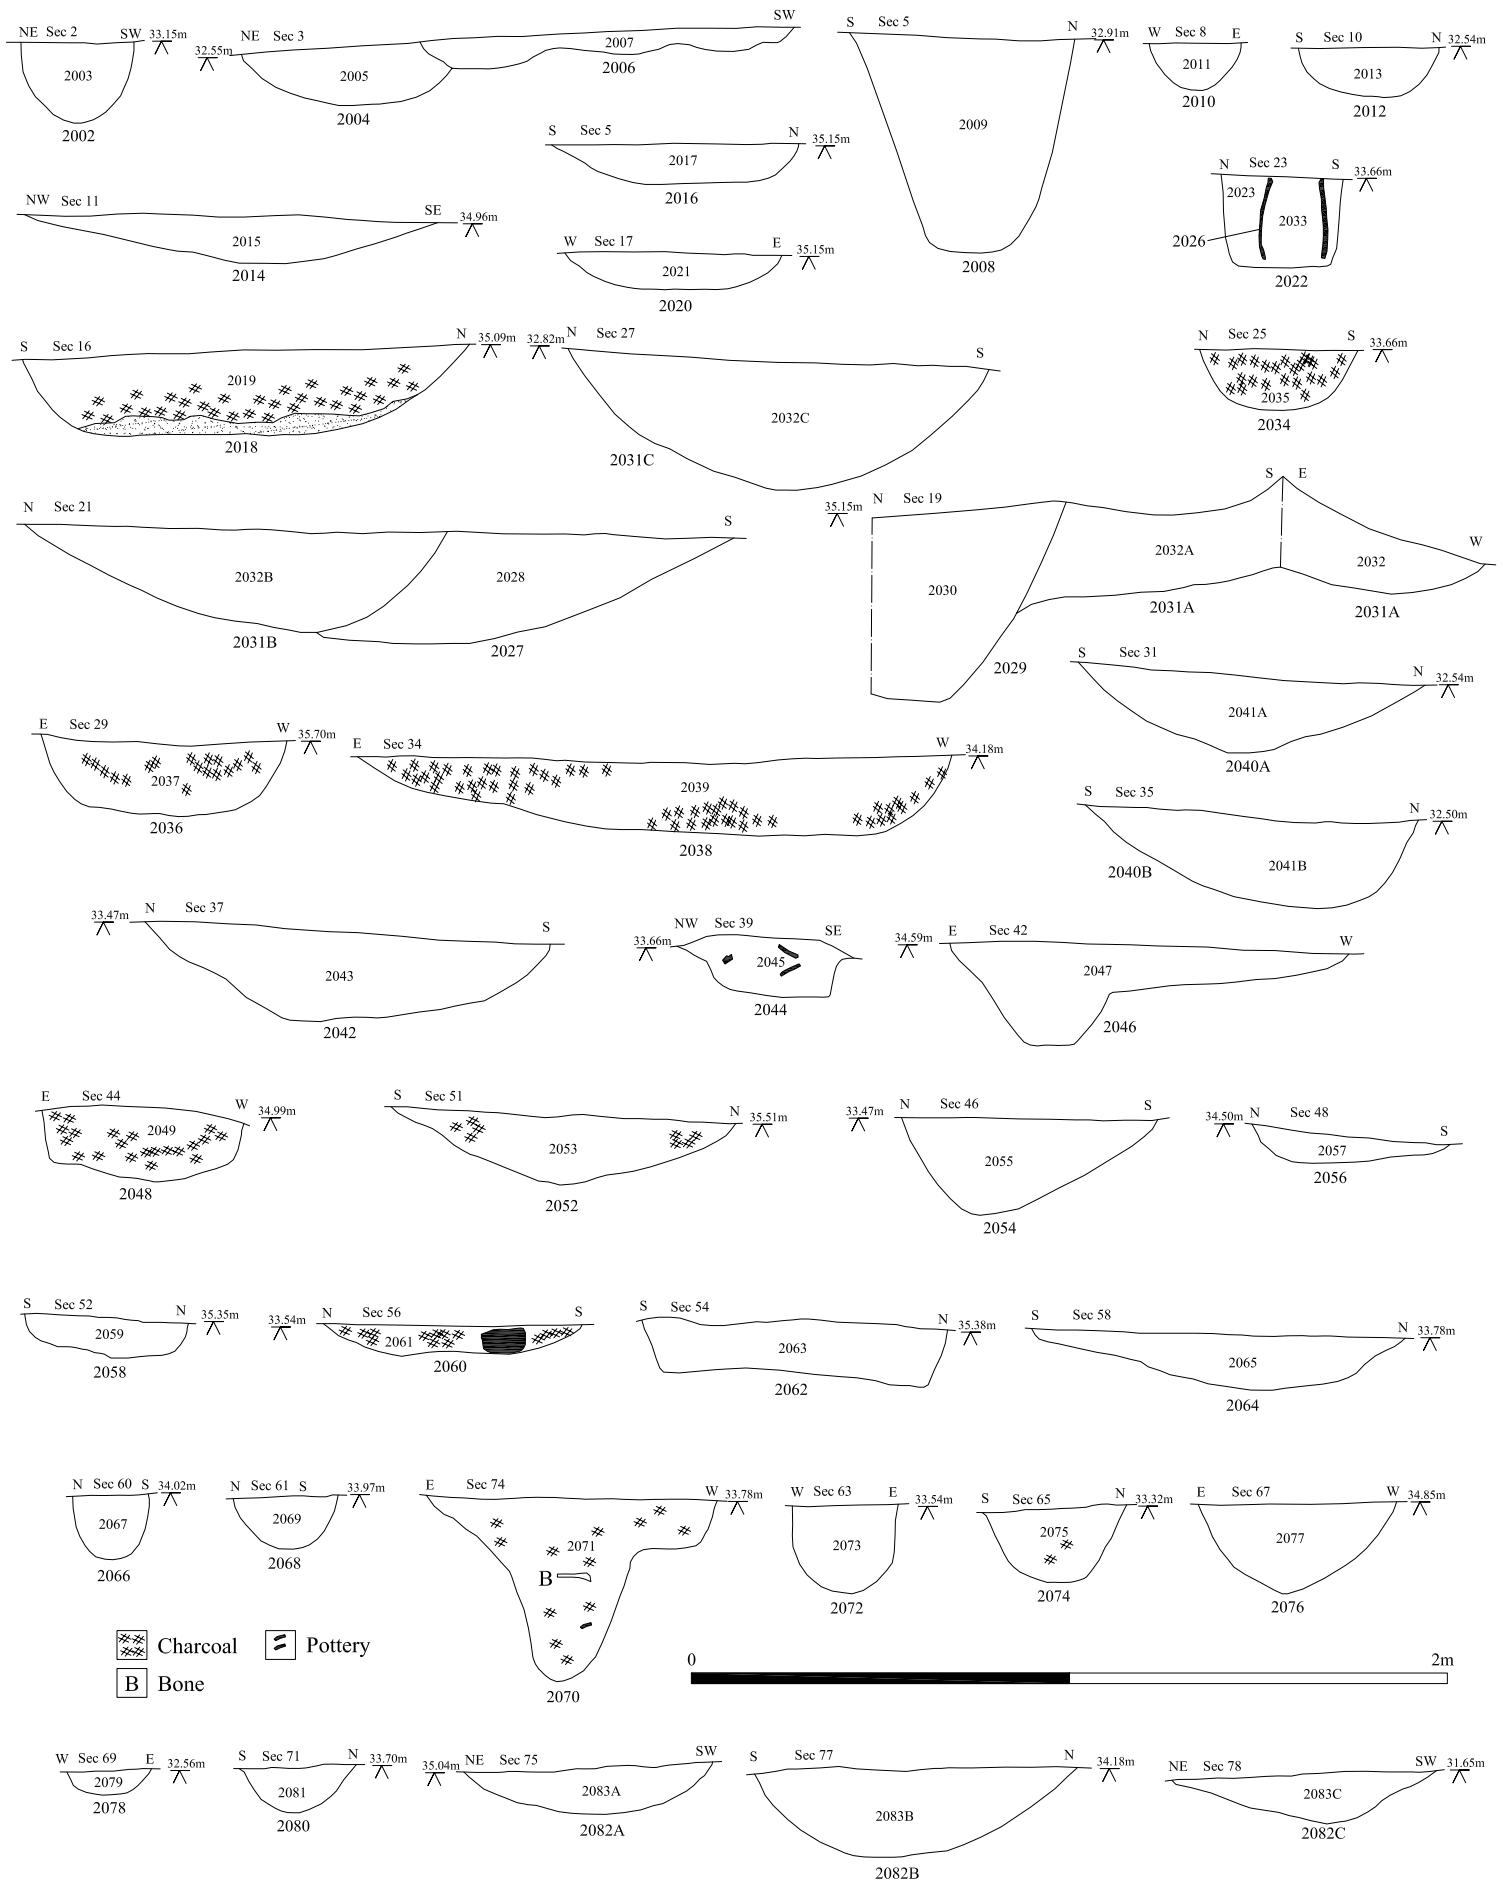 NE Sec 2 SW 33.15m
2003
2002
32.55m NE Sec 3 SW
2005 2007
2004 2006
S Sec 5 N 32.91m
2009
2008
W Sec 8 E
2011
2010
S Sec 10 N 32.54m
2013
2012
S Sec 5 N 35.15m
2017
2016
NW Sec 11 SE 34.96m
2015
2014
W Sec 17 E 35.15m
2021
2020
N Sec 23 S 33.66m
2023 2033
2026
2022
S Sec 16 N 35.09m
2019
2018
32.82m N Sec 27 S
2032C
2031C
N Sec 25 S 33.66m
2035
2034
N Sec 21 S
2032B 2028
2031B 2027
35.15m N Sec 19 S E W
2030 2032A 2032
2029 2031A 2031A
S Sec 31 N 32.54m
2041A
2040A
E Sec 29 W 35.70m
2037
2036
E Sec 34 W 34.18m
2039
2038
S Sec 35 N 32.50m
2041B
2040B
33.47m N Sec 37 S
2043
2042
33.66m NW Sec 39 SE
2045
2044
34.59m E Sec 42 W
2047
2046
E Sec 44 W 34.99m
2049
2048
S Sec 51 N 35.51m
2053
2052
33.47m N Sec 46 S
2055
2054
34.50m N Sec 48 S
2057
2056
S Sec 52 N 35.35m
2059
2058
33.54m N Sec 56 S
2061
2060
S Sec 54 N 35.38m
2063
2062
S Sec 58 N 33.78m
2065
2064
N Sec 60 S 34.02m
2067
2066
N Sec 61 S 33.97m
2069
2068
E Sec 74 W 33.78m
2071
B
2070
W Sec 63 E 33.54m
2073
2072
S Sec 65 N 33.32m
2075
2074
E Sec 67 W 34.85m
2077
2076
Charcoal Pottery
B Bone
0 2m
W Sec 69 E 32.56m
2079
2078
S Sec 71 N 33.70m
2081
2080
35.04m NE Sec 75 SW
2083A
2082A
S Sec 77 N 34.18m
2083B
2082B
NE Sec 78 SW 31.65m
2083C
2082C